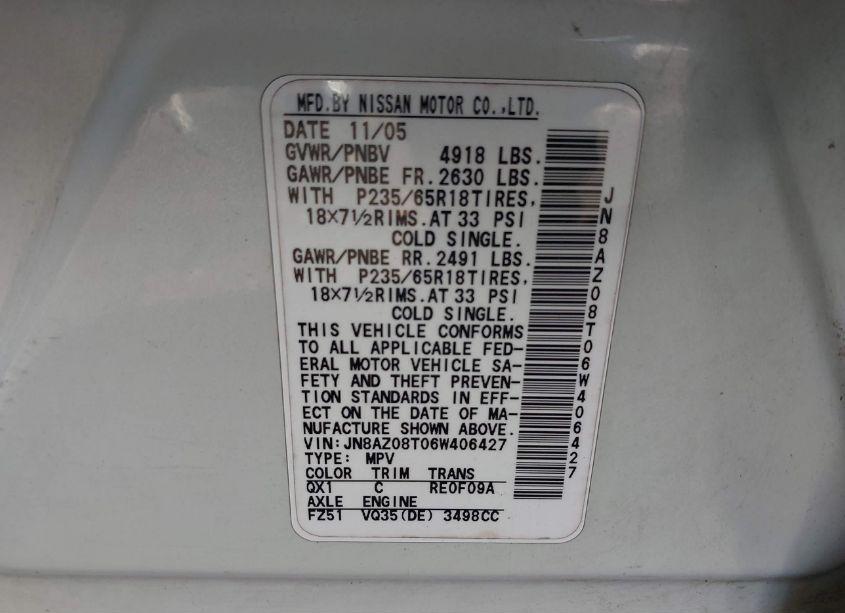 MFD.BY NISSAN MOTOR CO.,LTD.
DATE 11/05
GVWR/PNBV 4918 LBS.
GAWR/PNBE FR.2630 LBS.
WITH P235/65R18TIRES,
18×7½RIMS.AT 33 PSI
COLD SINGLE.
GAWR/PNBE RR.2491 LBS.
WITH P235/65R18TIRES,
18×7½RIMS.AT 33 PSI
COLD SINGLE.
THIS VEHICLE CONFORMS
TO ALL APPLICABLE FED-
ERAL MOTOR VEHICLE SA-
FETY AND THEFT PREVEN-
TION STANDARDS IN EFF-
ECT ON THE DATE OF MA-
NUFACTURE SHOWN ABOVE.
VIN:JN8AZ08T06W406427
TYPE: MPV
COLOR TRIM TRANS
QX1 C RE0F09A
AXLE ENGINE
FZ51 VQ35(DE) 3498CC
JN8AZ08T06W406427